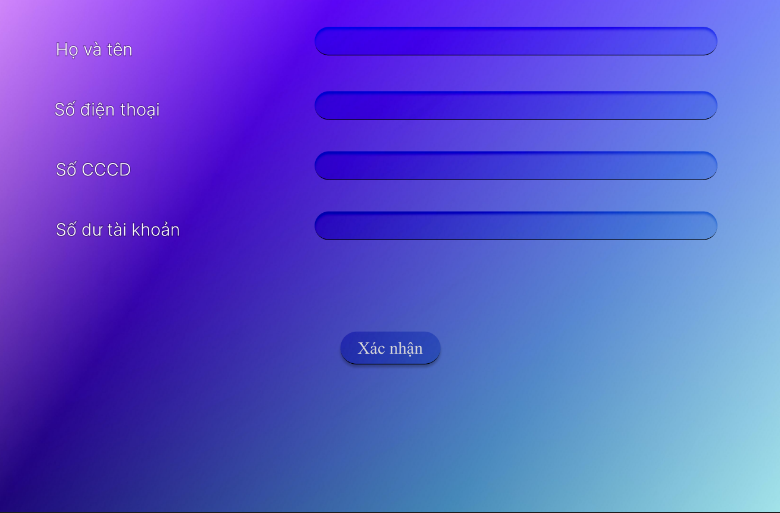 Họ và tên
Số điện thoại
Số CCCD
Số dư tài khoản
Xác nhận